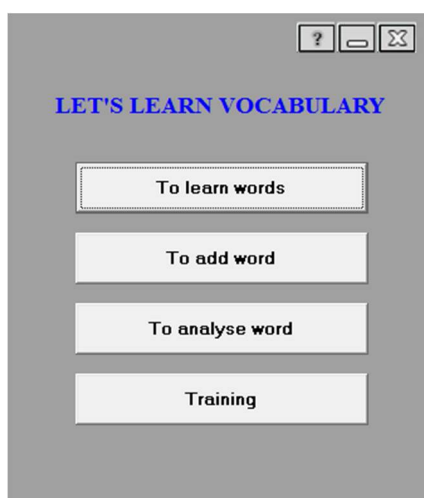 ?
LET'S LEARN VOCABULARY
To learn words
To add word
To analyse word
Training